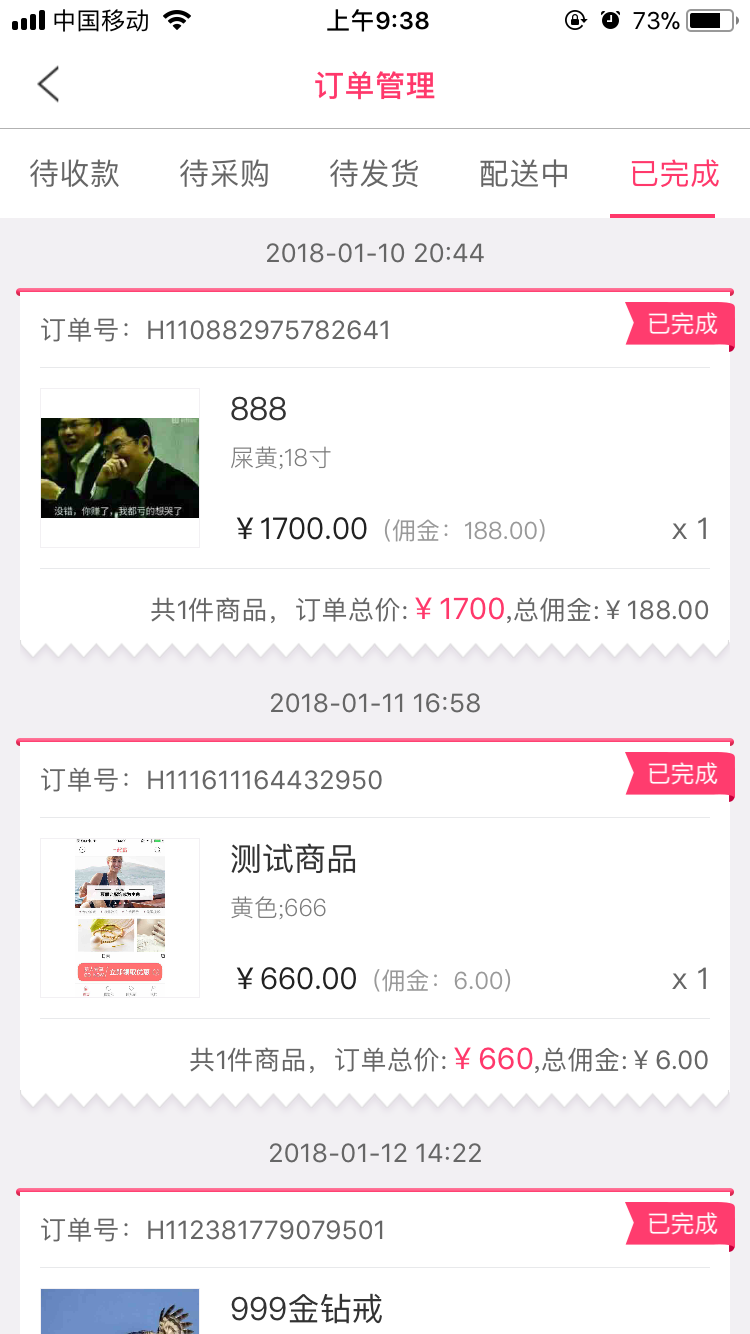 中国移动 上午9:38 73%
订单管理
待收款 待采购 待发货 配送中 已完成
2018-01-10 20:44
订单号：H110882975782641 已完成
888
屎黄;18寸
没错，你赚了，我都亏的想哭了
￥1700.00（佣金：188.00） x 1
共1件商品，订单总价:￥1700,总佣金:￥188.00
2018-01-11 16:58
订单号：H111611164432950 已完成
测试商品
黄色;666
立即领取优惠
￥660.00（佣金：6.00） x 1
共1件商品，订单总价:￥660,总佣金:￥6.00
2018-01-12 14:22
订单号：H112381779079501 已完成
999金钻戒